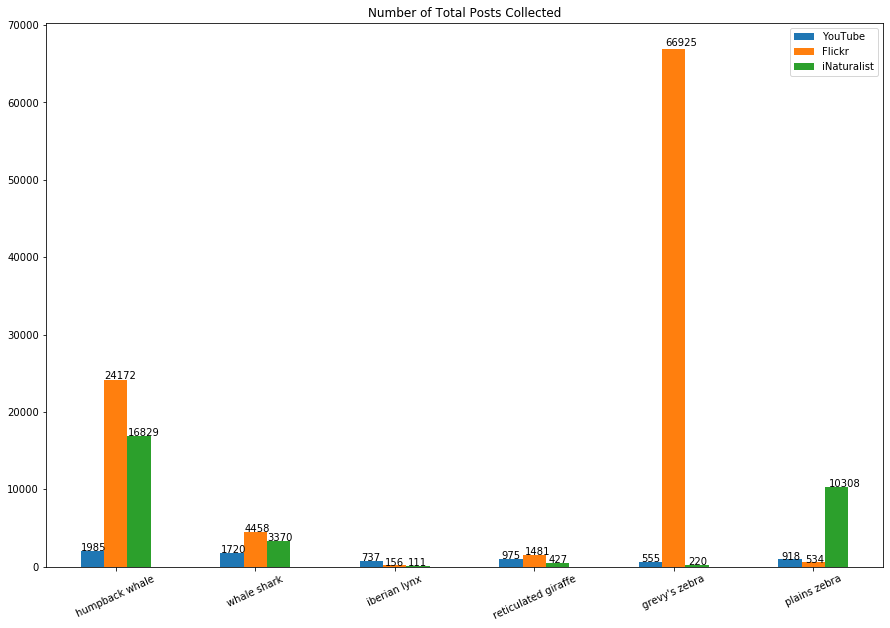 Number of Total Posts Collected
YouTube
Flickr
iNaturalist
70000
60000
50000
40000
30000
20000
10000
0
1985
24172
16829
1720
4458
3370
737
156
111
975
1481
427
555
66925
220
918
534
10308
humpback whale
whale shark
iberian lynx
reticulated giraffe
grevy's zebra
plains zebra